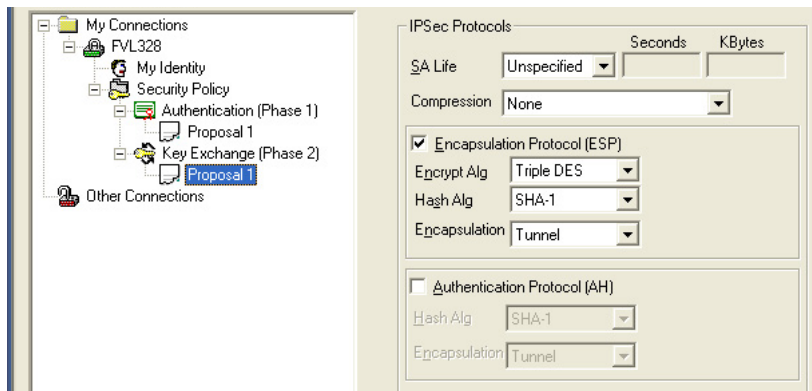 My Connections
FVL328
My Identity
Security Policy
Authentication (Phase 1)
Proposal 1
Key Exchange (Phase 2)
Proposal 1
Other Connections
IPSec Protocols
Seconds KBytes
SA Life Unspecified
Compression None
Encapsulation Protocol (ESP)
Encrypt Alg Triple DES
Hash Alg SHA-1
Encapsulation Tunnel
Authentication Protocol (AH)
Hash Alg SHA-1
Encapsulation Tunnel